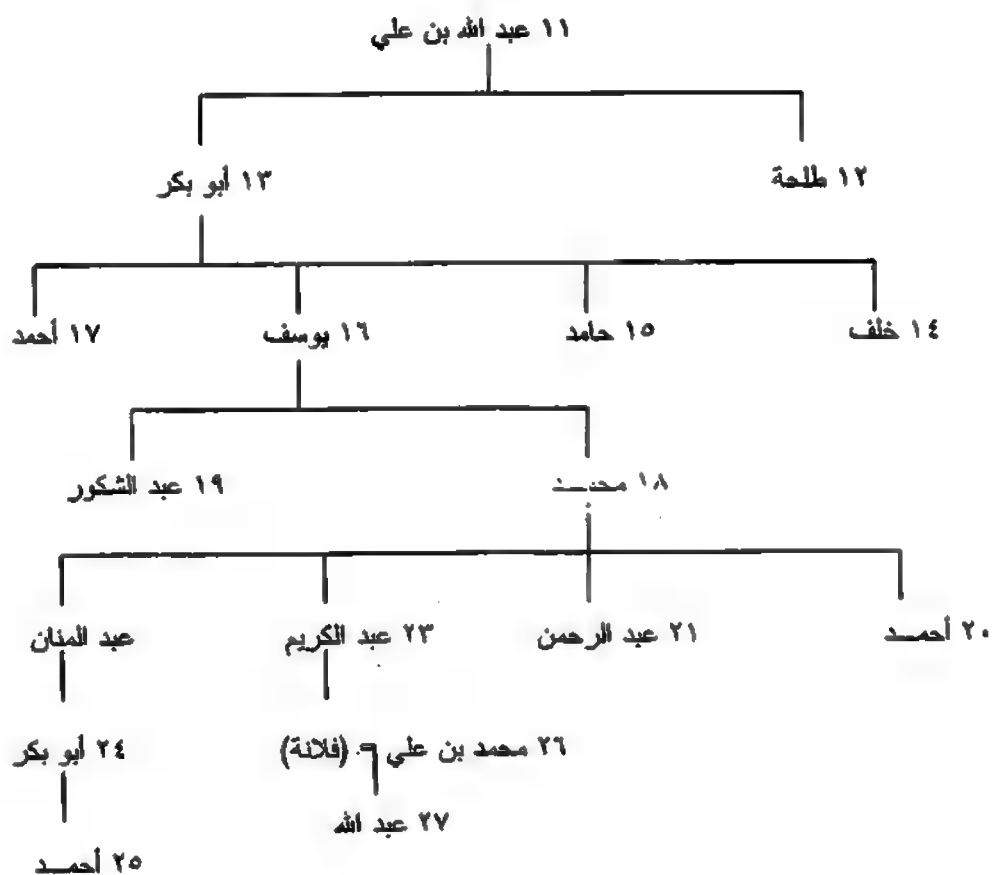 ١١ عبد الله بن علي
١٢ طلحة
١٣ أبو بكر
١٤ خلف
١٥ حامد
١٦ يوسف
١٧ أحمد
١٨ محمد
١٩ عبد الشكور
٢٠ أحمد
٢١ عبد الرحمن
٢٣ عبد الكريم
عبد المنان
٢٦ محمد بن علي = (فلانة)
٢٤ أبو بكر
٢٧ عبد الله
٢٥ أحمد